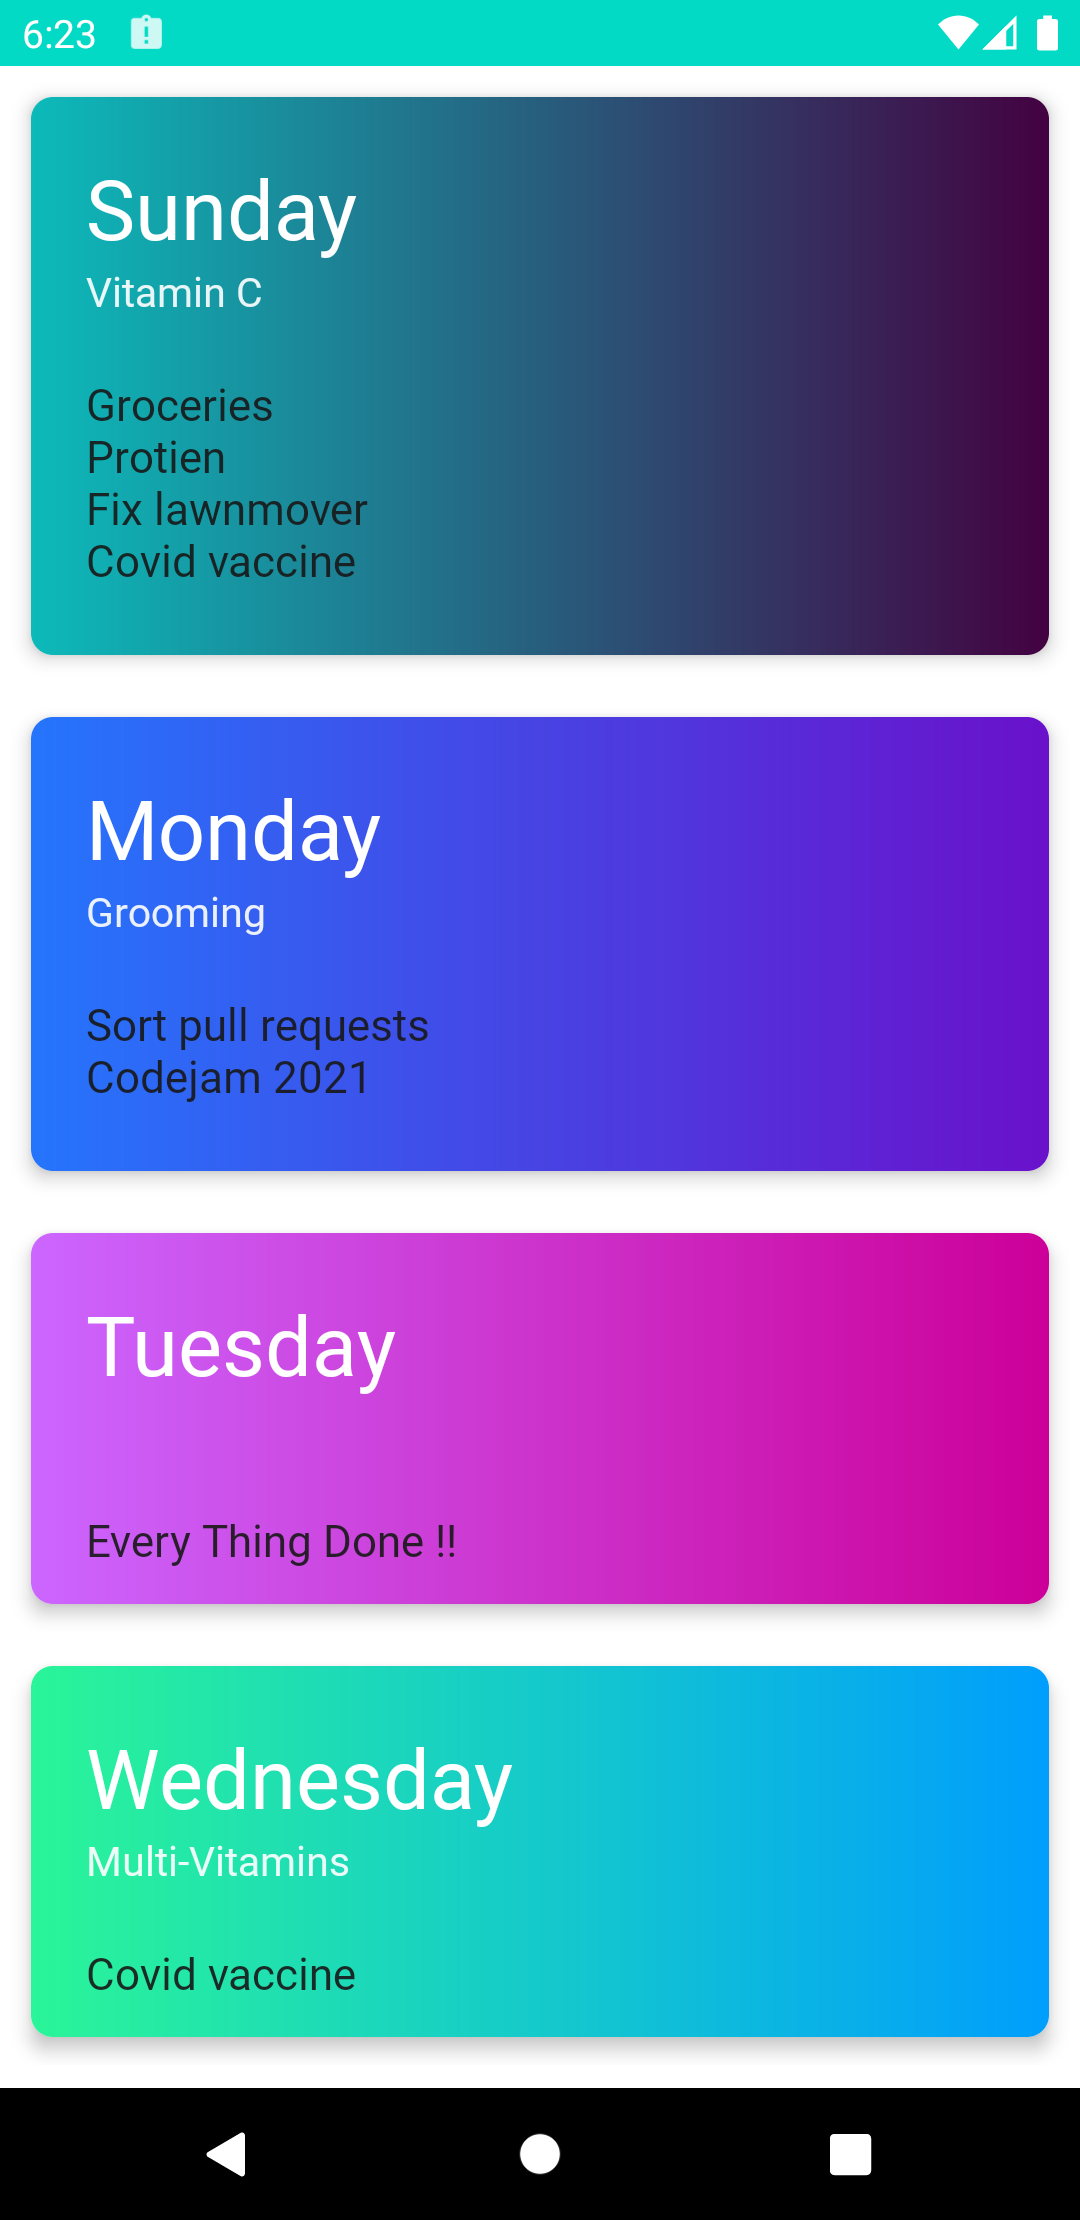 6:23
Sunday
Vitamin C
Groceries
Protien
Fix lawnmover
Covid vaccine
Monday
Grooming
Sort pull requests
Codejam 2021
Tuesday
Every Thing Done !!
Wednesday
Multi-Vitamins
Covid vaccine